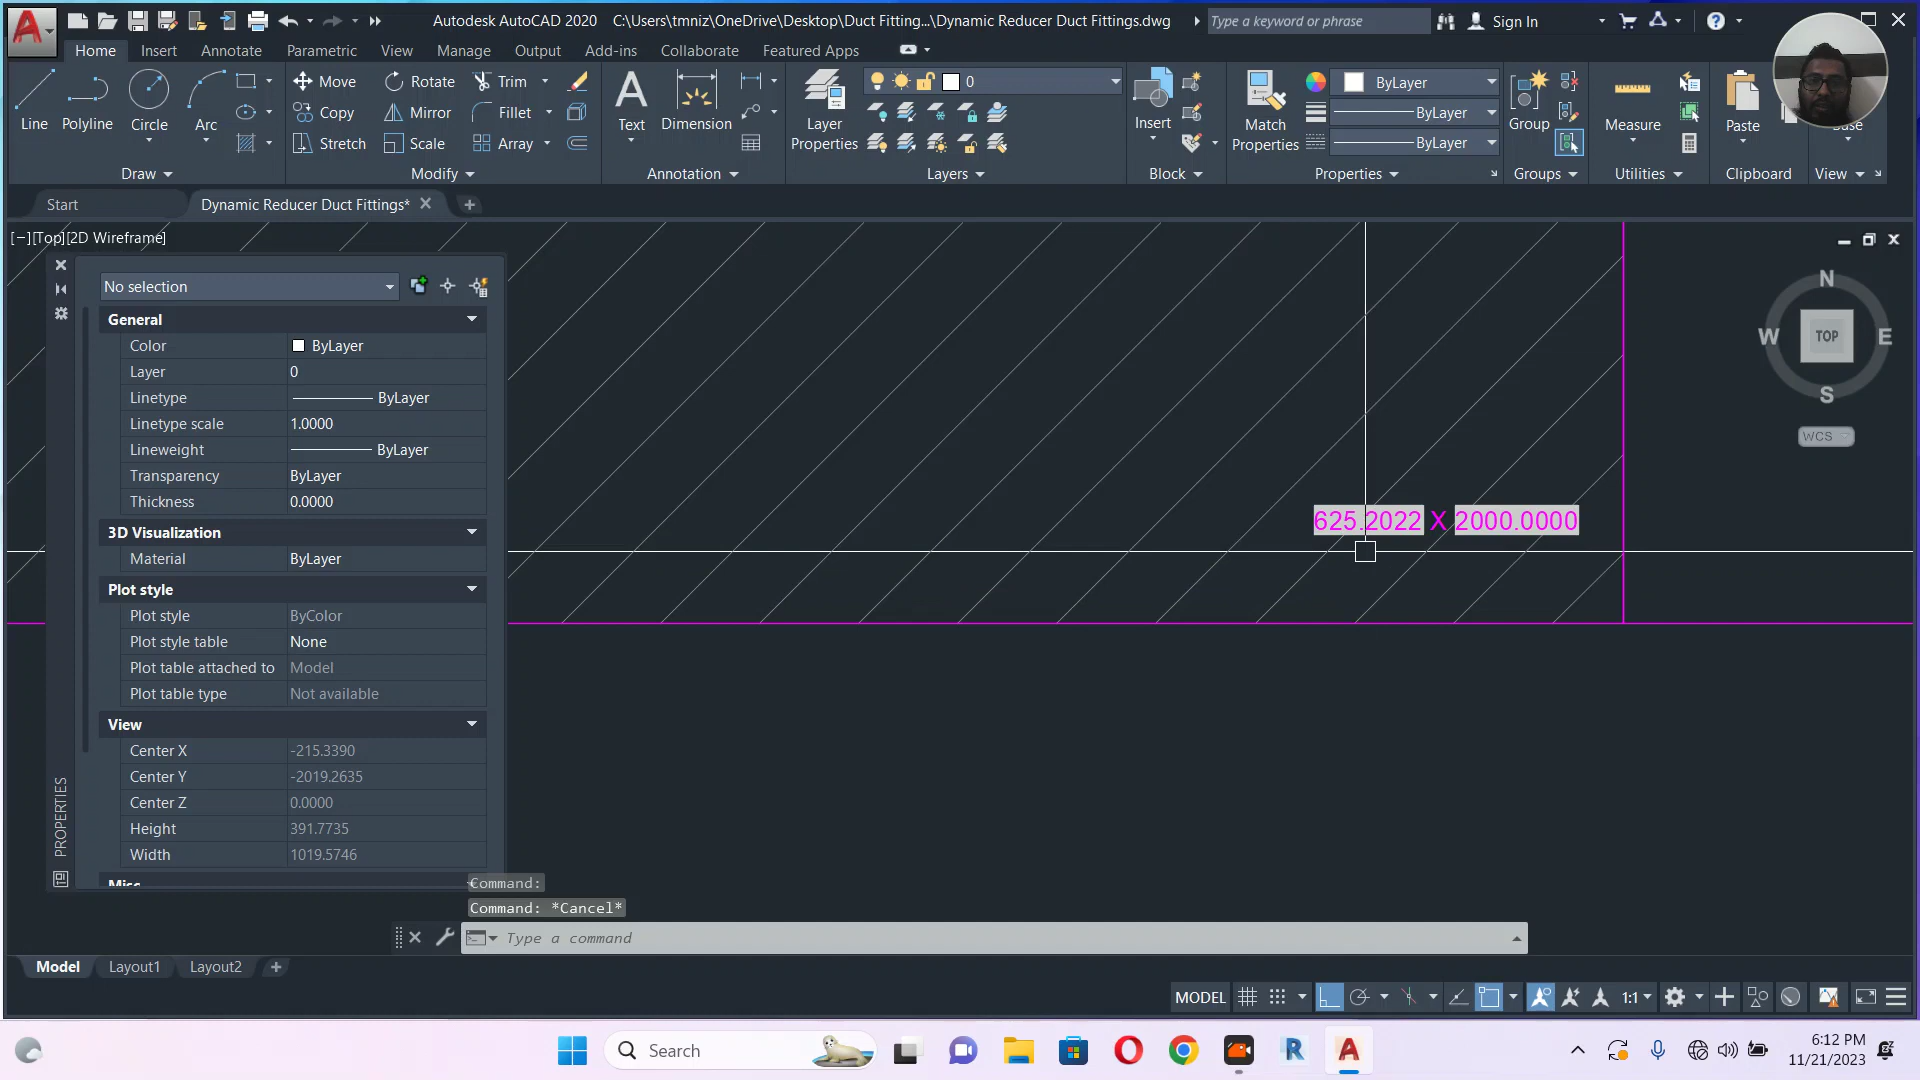 Autodesk AutoCAD 2020 C:\Users\tmniz\OneDrive\Desktop\Duct Fitting...\Dynamic Reducer Duct Fittings.dwg
Type a keyword or phrase
Sign In
Home Insert Annotate Parametric View Manage Output Add-ins Collaborate Featured Apps
Line Polyline Circle Arc
Move Rotate Trim
Copy Mirror Fillet
Stretch Scale Array
Text Dimension
Layer Properties
0
Insert
Match Properties
ByLayer
ByLayer
ByLayer
Group
Measure
Paste
Base
Draw Modify Annotation Layers Block Properties Groups Utilities Clipboard View
Start Dynamic Reducer Duct Fittings*
[−][Top][2D Wireframe]
No selection
General
Color ByLayer
Layer 0
Linetype ByLayer
Linetype scale 1.0000
Lineweight ByLayer
Transparency ByLayer
Thickness 0.0000
3D Visualization
Material ByLayer
Plot style
Plot style ByColor
Plot style table None
Plot table attached to Model
Plot table type Not available
View
Center X -215.3390
Center Y -2019.2635
Center Z 0.0000
Height 391.7735
Width 1019.5746
Misc
PROPERTIES
625.2022 X 2000.0000
N
W TOP E
S
WCS
Command:
Command: *Cancel*
Type a command
Model Layout1 Layout2
MODEL 1:1
Search
6:12 PM
11/21/2023